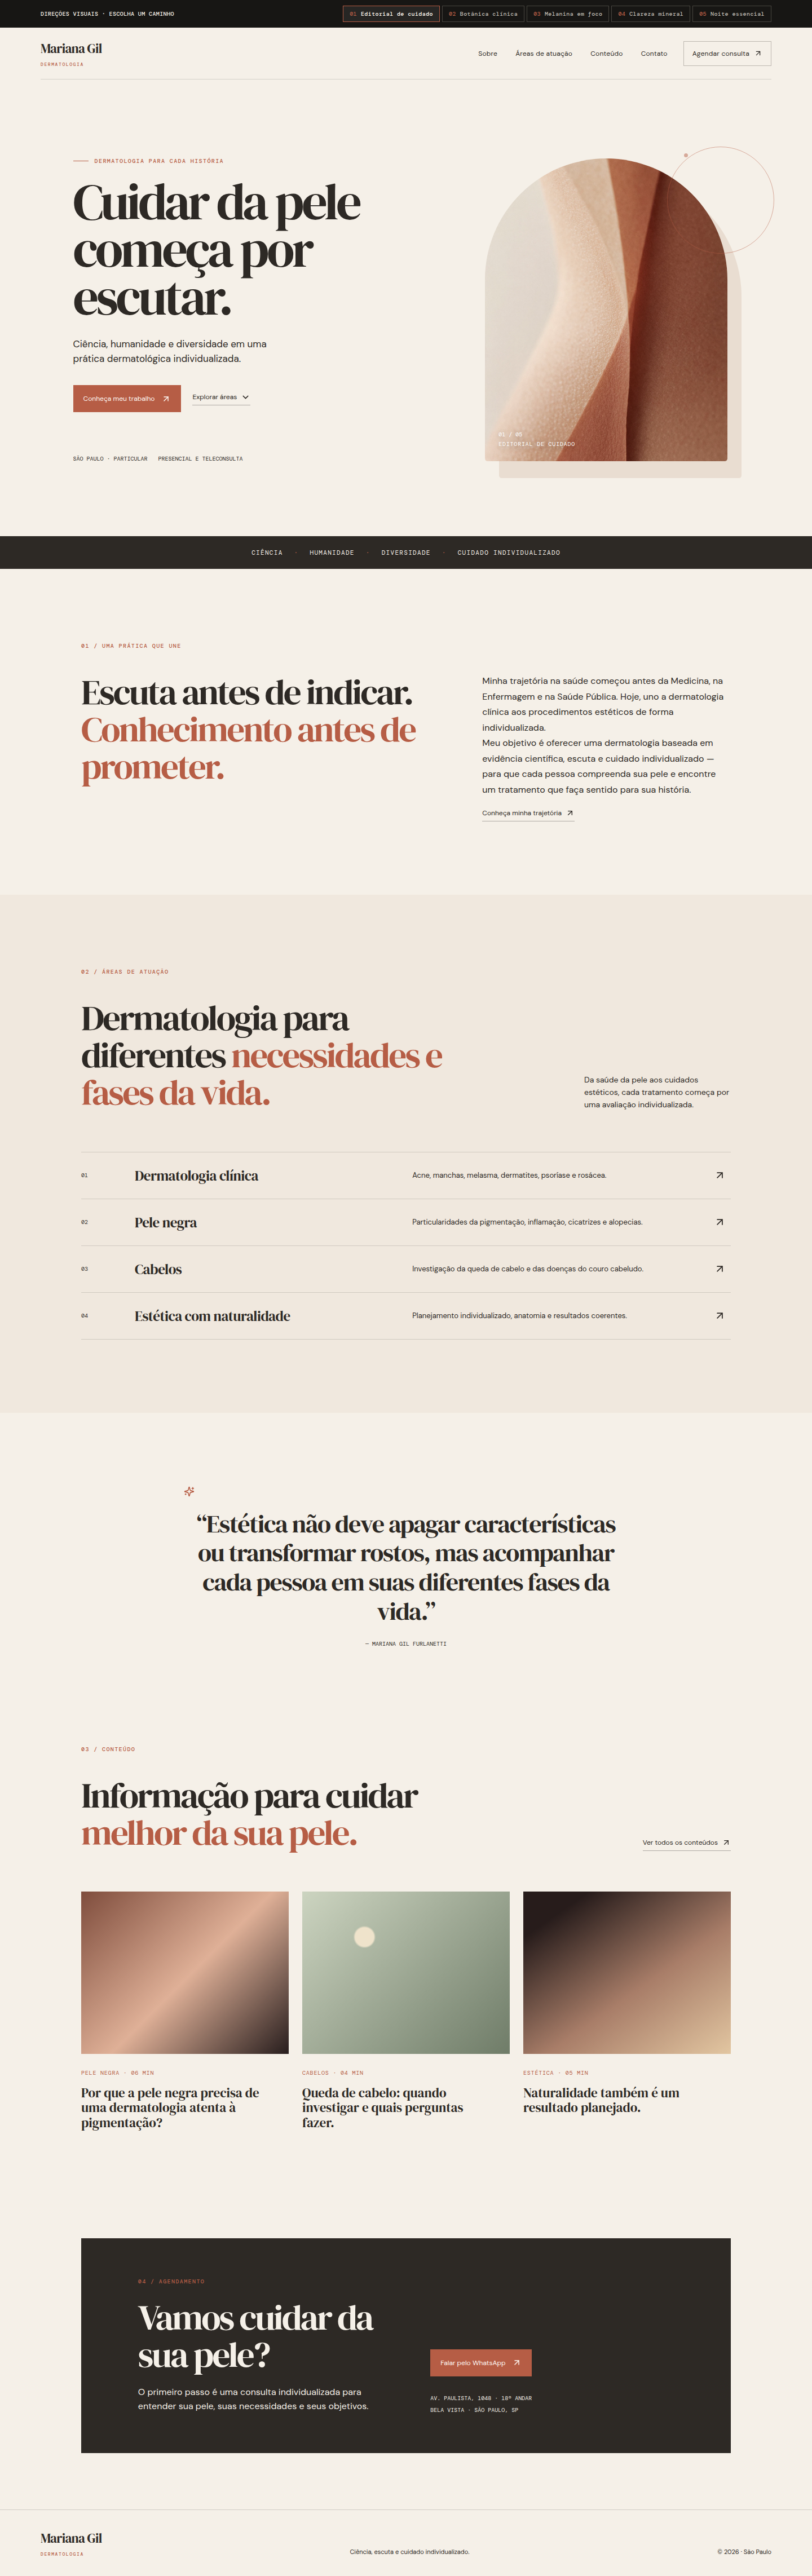 DIREÇÕES VISUAIS · ESCOLHA UM CAMINHO
01 Editorial de cuidado
02 Botânica clínica
03 Melanina em foco
04 Clareza mineral
05 Noite essencial
Mariana Gil
DERMATOLOGIA
Sobre
Áreas de atuação
Conteúdo
Contato
Agendar consulta
DERMATOLOGIA PARA CADA HISTÓRIA
Cuidar da pele
começa por
escutar.
Ciência, humanidade e diversidade em uma
prática dermatológica individualizada.
Conheça meu trabalho
Explorar áreas
SÃO PAULO · PARTICULAR
PRESENCIAL E TELECONSULTA
01 / 05
EDITORIAL DE CUIDADO
CIÊNCIA · HUMANIDADE · DIVERSIDADE · CUIDADO INDIVIDUALIZADO
01 / UMA PRÁTICA QUE UNE
Escuta antes de indicar.
Conhecimento antes de
prometer.
Minha trajetória na saúde começou antes da Medicina, na
Enfermagem e na Saúde Pública. Hoje, uno a dermatologia
clínica aos procedimentos estéticos de forma
individualizada.
Meu objetivo é oferecer uma dermatologia baseada em
evidência científica, escuta e cuidado individualizado —
para que cada pessoa compreenda sua pele e encontre
um tratamento que faça sentido para sua história.
Conheça minha trajetória
02 / ÁREAS DE ATUAÇÃO
Dermatologia para
diferentes necessidades e
fases da vida.
Da saúde da pele aos cuidados
estéticos, cada tratamento começa por
uma avaliação individualizada.
01
Dermatologia clínica
Acne, manchas, melasma, dermatites, psoríase e rosácea.
02
Pele negra
Particularidades da pigmentação, inflamação, cicatrizes e alopecias.
03
Cabelos
Investigação da queda de cabelo e das doenças do couro cabeludo.
04
Estética com naturalidade
Planejamento individualizado, anatomia e resultados coerentes.
“Estética não deve apagar características
ou transformar rostos, mas acompanhar
cada pessoa em suas diferentes fases da
vida.”
— MARIANA GIL FURLANETTI
03 / CONTEÚDO
Informação para cuidar
melhor da sua pele.
Ver todos os conteúdos
PELE NEGRA · 06 MIN
Por que a pele negra precisa de
uma dermatologia atenta à
pigmentação?
CABELOS · 04 MIN
Queda de cabelo: quando
investigar e quais perguntas
fazer.
ESTÉTICA · 05 MIN
Naturalidade também é um
resultado planejado.
04 / AGENDAMENTO
Vamos cuidar da
sua pele?
O primeiro passo é uma consulta individualizada para
entender sua pele, suas necessidades e seus objetivos.
Falar pelo WhatsApp
AV. PAULISTA, 1048 · 18º ANDAR
BELA VISTA · SÃO PAULO, SP
Mariana Gil
DERMATOLOGIA
Ciência, escuta e cuidado individualizado.
© 2026 · São Paulo